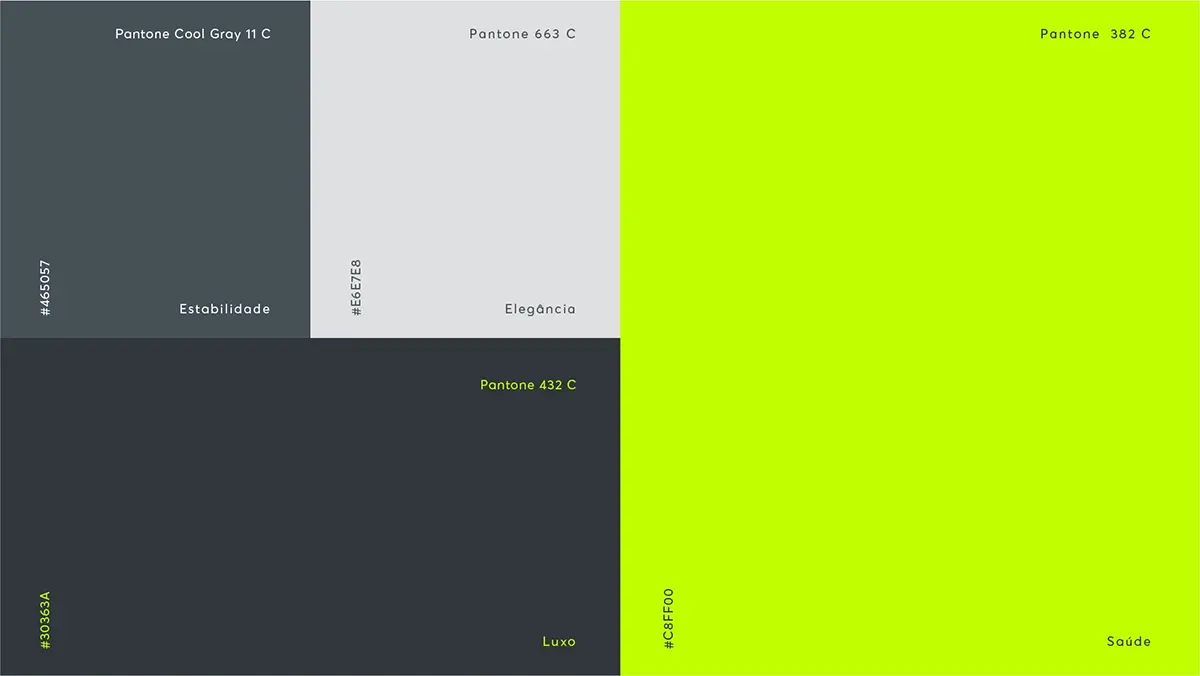 Pantone Cool Gray 11 C
#465057
Estabilidade
Pantone 663 C
#E6E7E8
Elegância
Pantone 432 C
#30363A
Luxo
Pantone  382 C
#C8FF00
Saúde